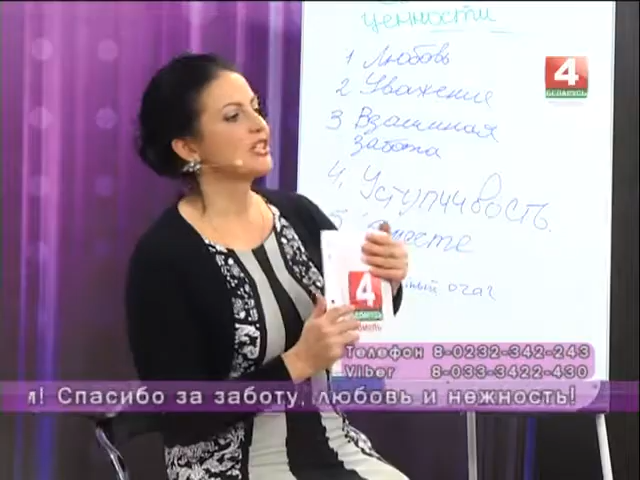 ценности
1 Любовь
2 Уважение
3 Взаимная
забота
4. Уступчивость.
5
очаг
4
БЕЛАРУСЬ
4
Телефон 8-0232-342-243
Viber 8-033-3422-430
! Спасибо за заботу, любовь и нежность!